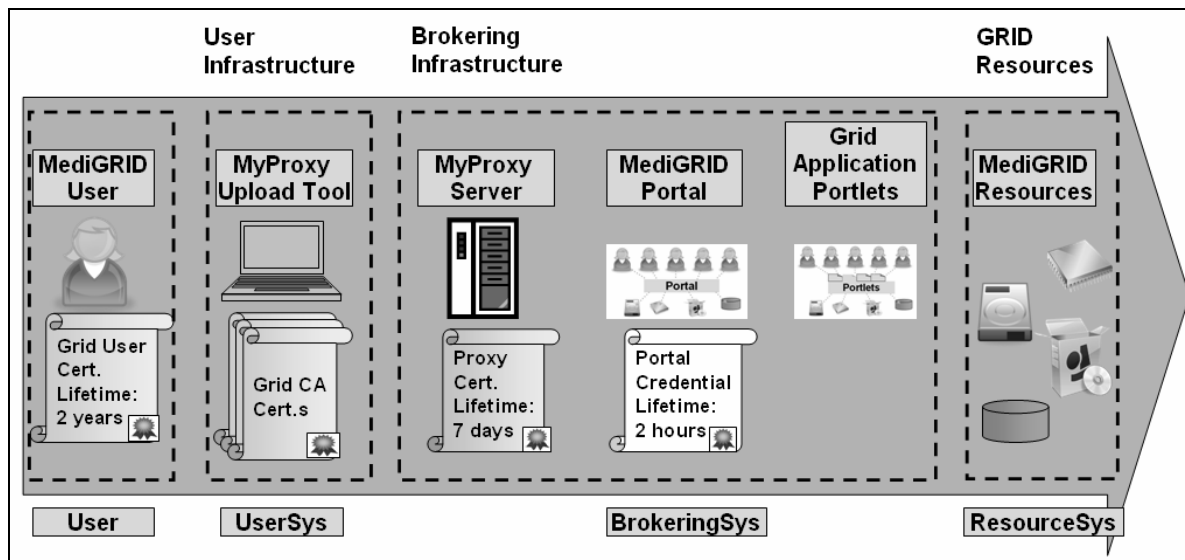 User
Infrastructure
Brokering
Infrastructure
GRID
Resources
MediGRID
User
MyProxy
Upload Tool
MyProxy
Server
MediGRID
Portal
Grid
Application
Portlets
MediGRID
Resources
Portal
Portlets
Grid User
Cert.
Lifetime:
2 years
Grid CA
Cert.s
Proxy
Cert.
Lifetime:
7 days
Portal
Credential
Lifetime:
2 hours
User
UserSys
BrokeringSys
ResourceSys